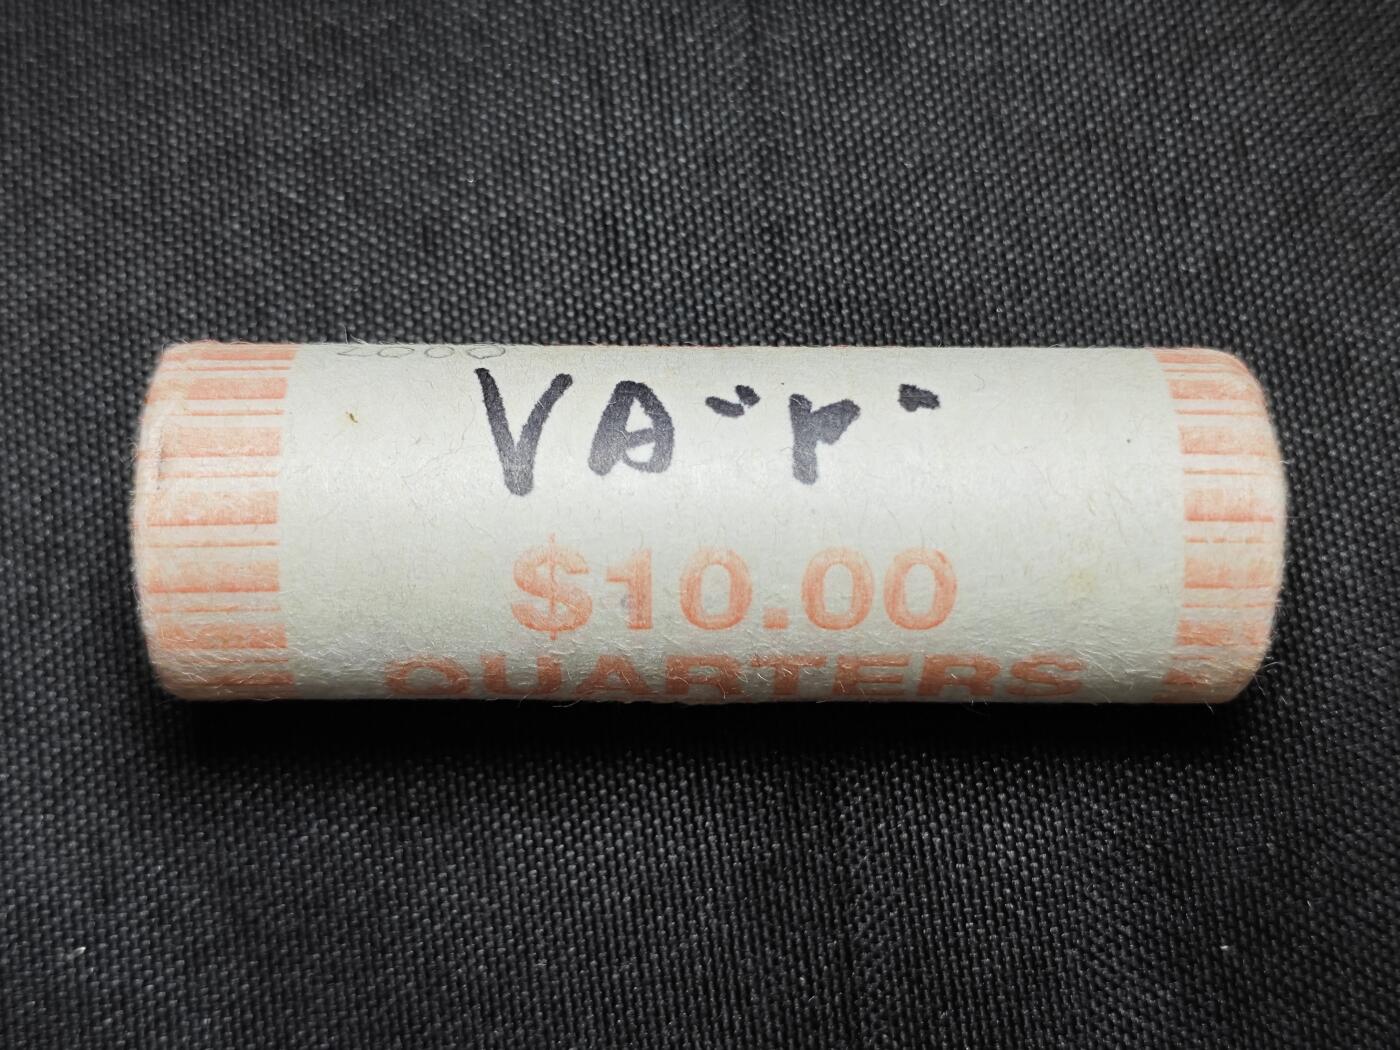 2000
VA "P"
$10.00
QUARTERS